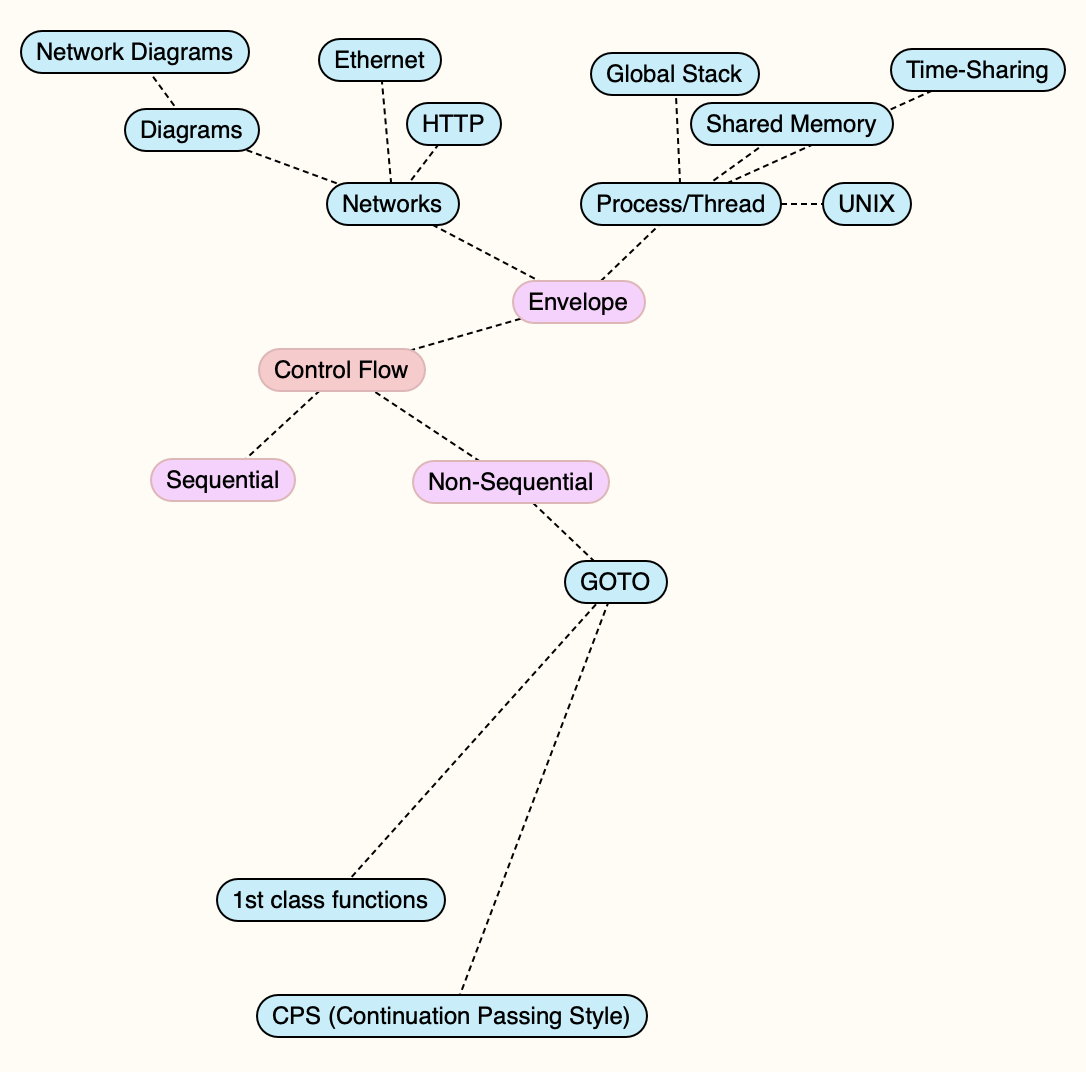 Network Diagrams
Ethernet
Global Stack
Time-Sharing
Diagrams
HTTP
Shared Memory
Networks
Process/Thread
UNIX
Envelope
Control Flow
Sequential
Non-Sequential
GOTO
1st class functions
CPS (Continuation Passing Style)